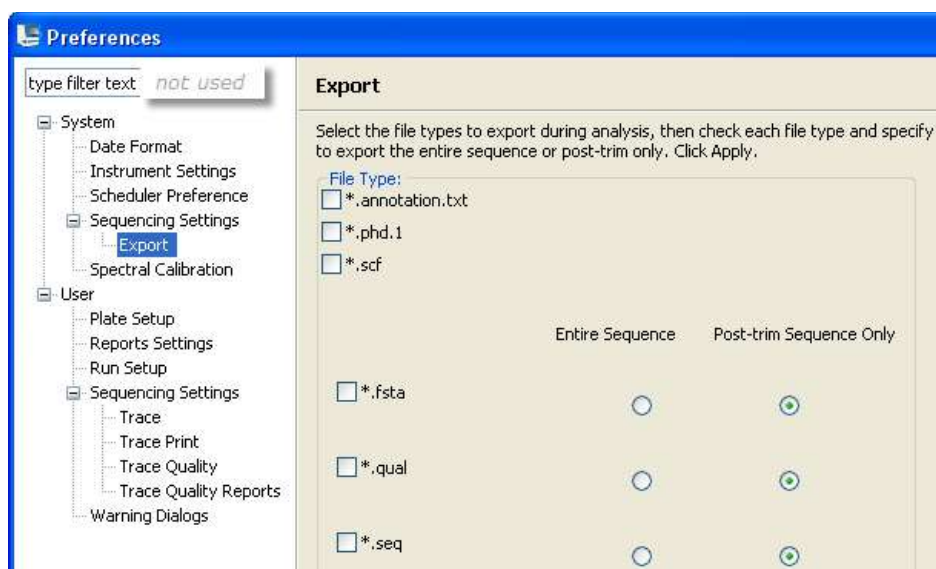 Preferences
type filter text not used
System
Date Format
Instrument Settings
Scheduler Preference
Sequencing Settings
Export
Spectral Calibration
User
Plate Setup
Reports Settings
Run Setup
Sequencing Settings
Trace
Trace Print
Trace Quality
Trace Quality Reports
Warning Dialogs
Export
Select the file types to export during analysis, then check each file type and specify
to export the entire sequence or post-trim only. Click Apply.
File Type:
*.annotation.txt
*.phd.1
*.scf
Entire Sequence Post-trim Sequence Only
*.fsta
*.qual
*.seq